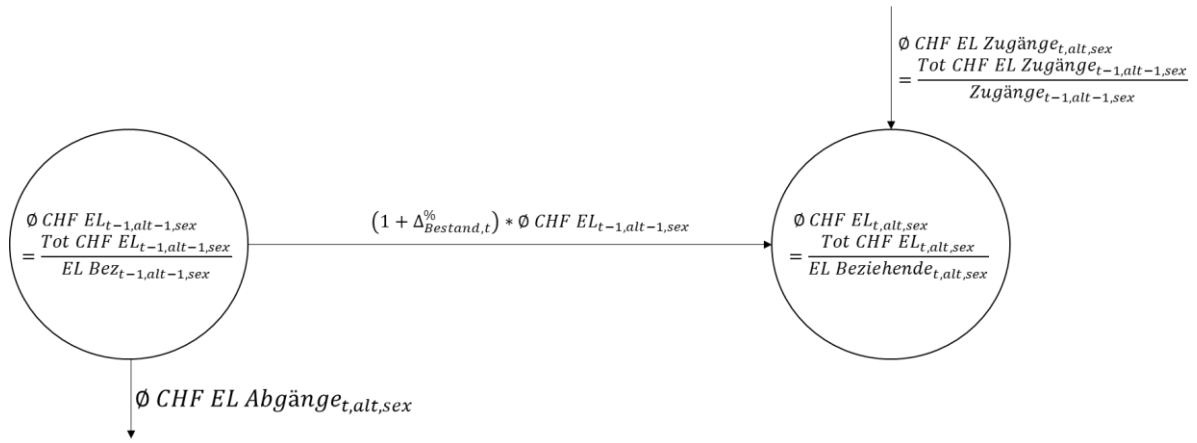 ∅ CHF EL Zugänge_{t,alt,sex}
= \frac{Tot CHF EL Zugänge_{t−1,alt−1,sex}}{Zugänge_{t−1,alt−1,sex}}
∅ CHF EL_{t−1,alt−1,sex}
= \frac{Tot CHF EL_{t−1,alt−1,sex}}{EL Bez_{t−1,alt−1,sex}}
(1 + Δ^{%}_{Bestand,t}) * ∅ CHF EL_{t−1,alt−1,sex}
∅ CHF EL_{t,alt,sex}
= \frac{Tot CHF EL_{t,alt,sex}}{EL Beziehende_{t,alt,sex}}
∅ CHF EL Abgänge_{t,alt,sex}